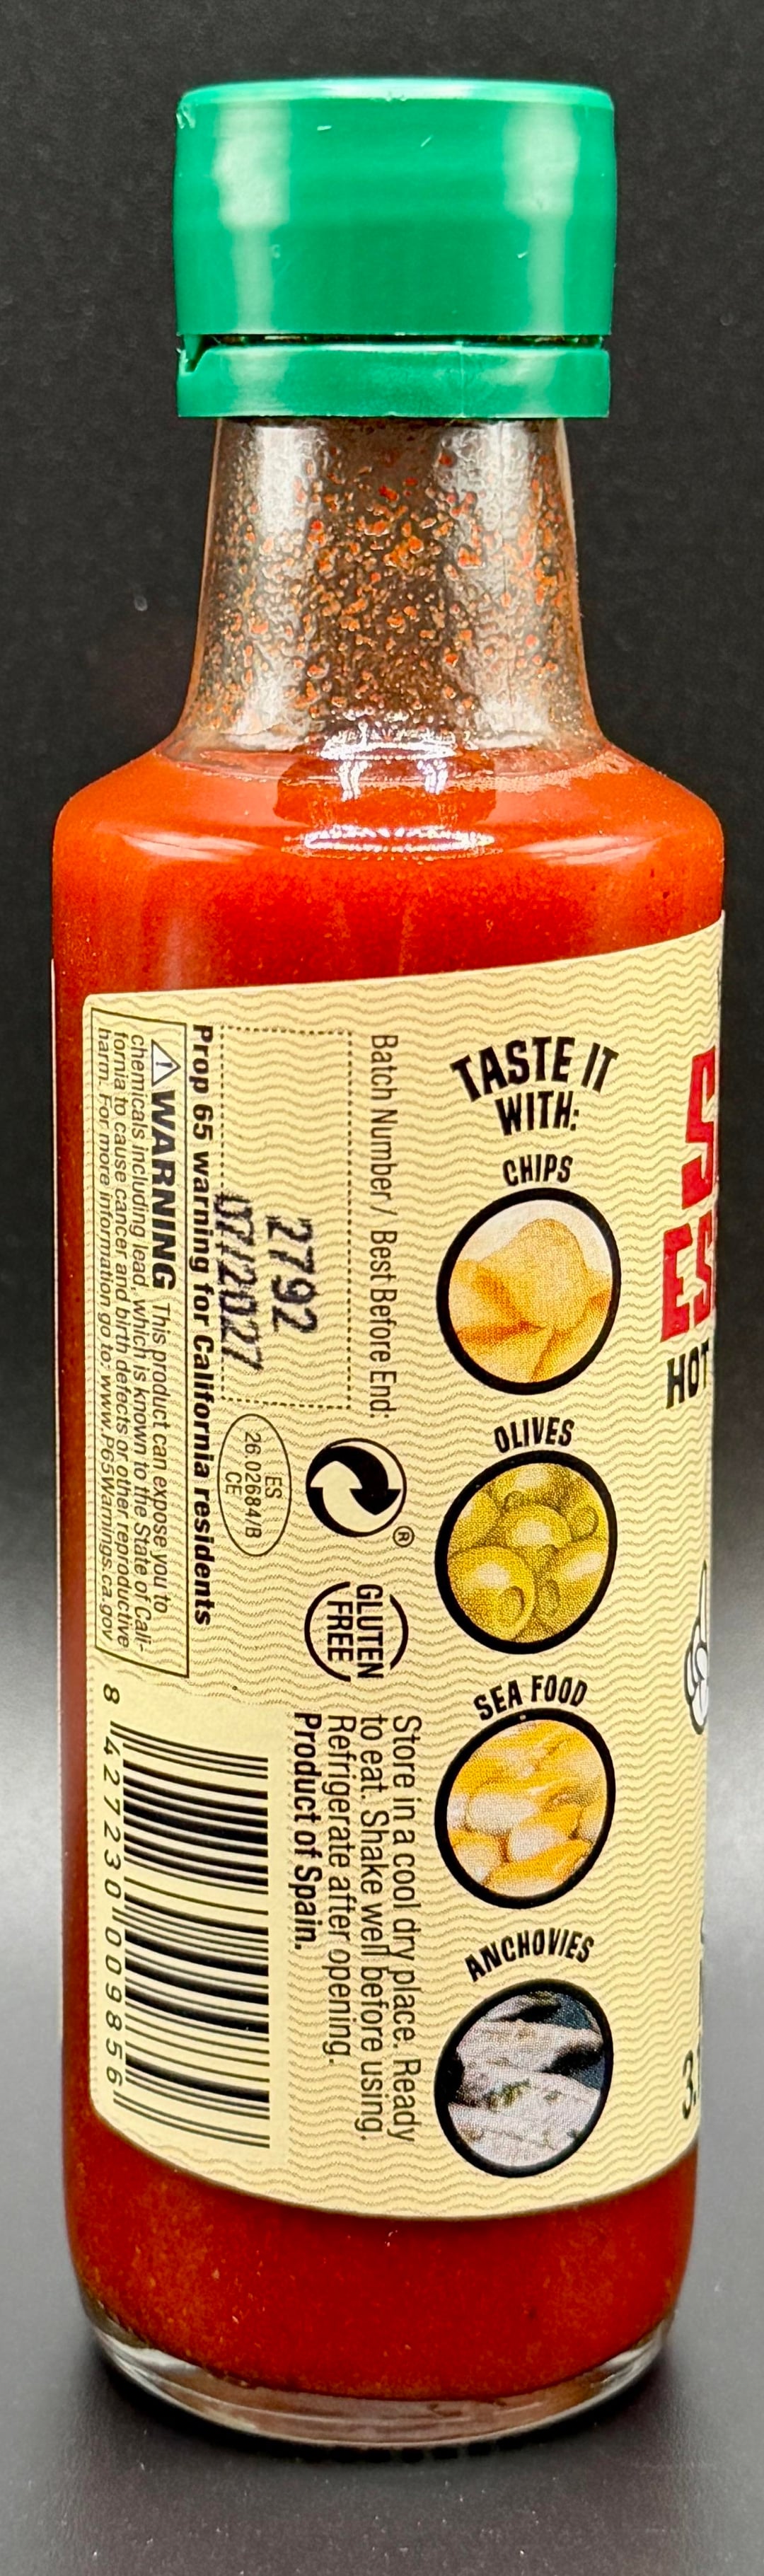 TASTE IT
WITH:
CHIPS
OLIVES
SEA FOOD
ANCHOVIES
HOT
Batch Number / Best Before End:
2792
07/2027
Prop 65 warning for California residents
WARNING This product can expose you to
chemicals including lead, which is known to the State of Cali-
fornia to cause cancer and birth defects or other reproductive
harm. For more information go to: www.P65Warnings.ca.gov
ES
26.02684/B
CE
®
GLUTEN
FREE
Store in a cool dry place. Ready
to eat. Shake well before using.
Refrigerate after opening.
Product of Spain.
8 427230 009856